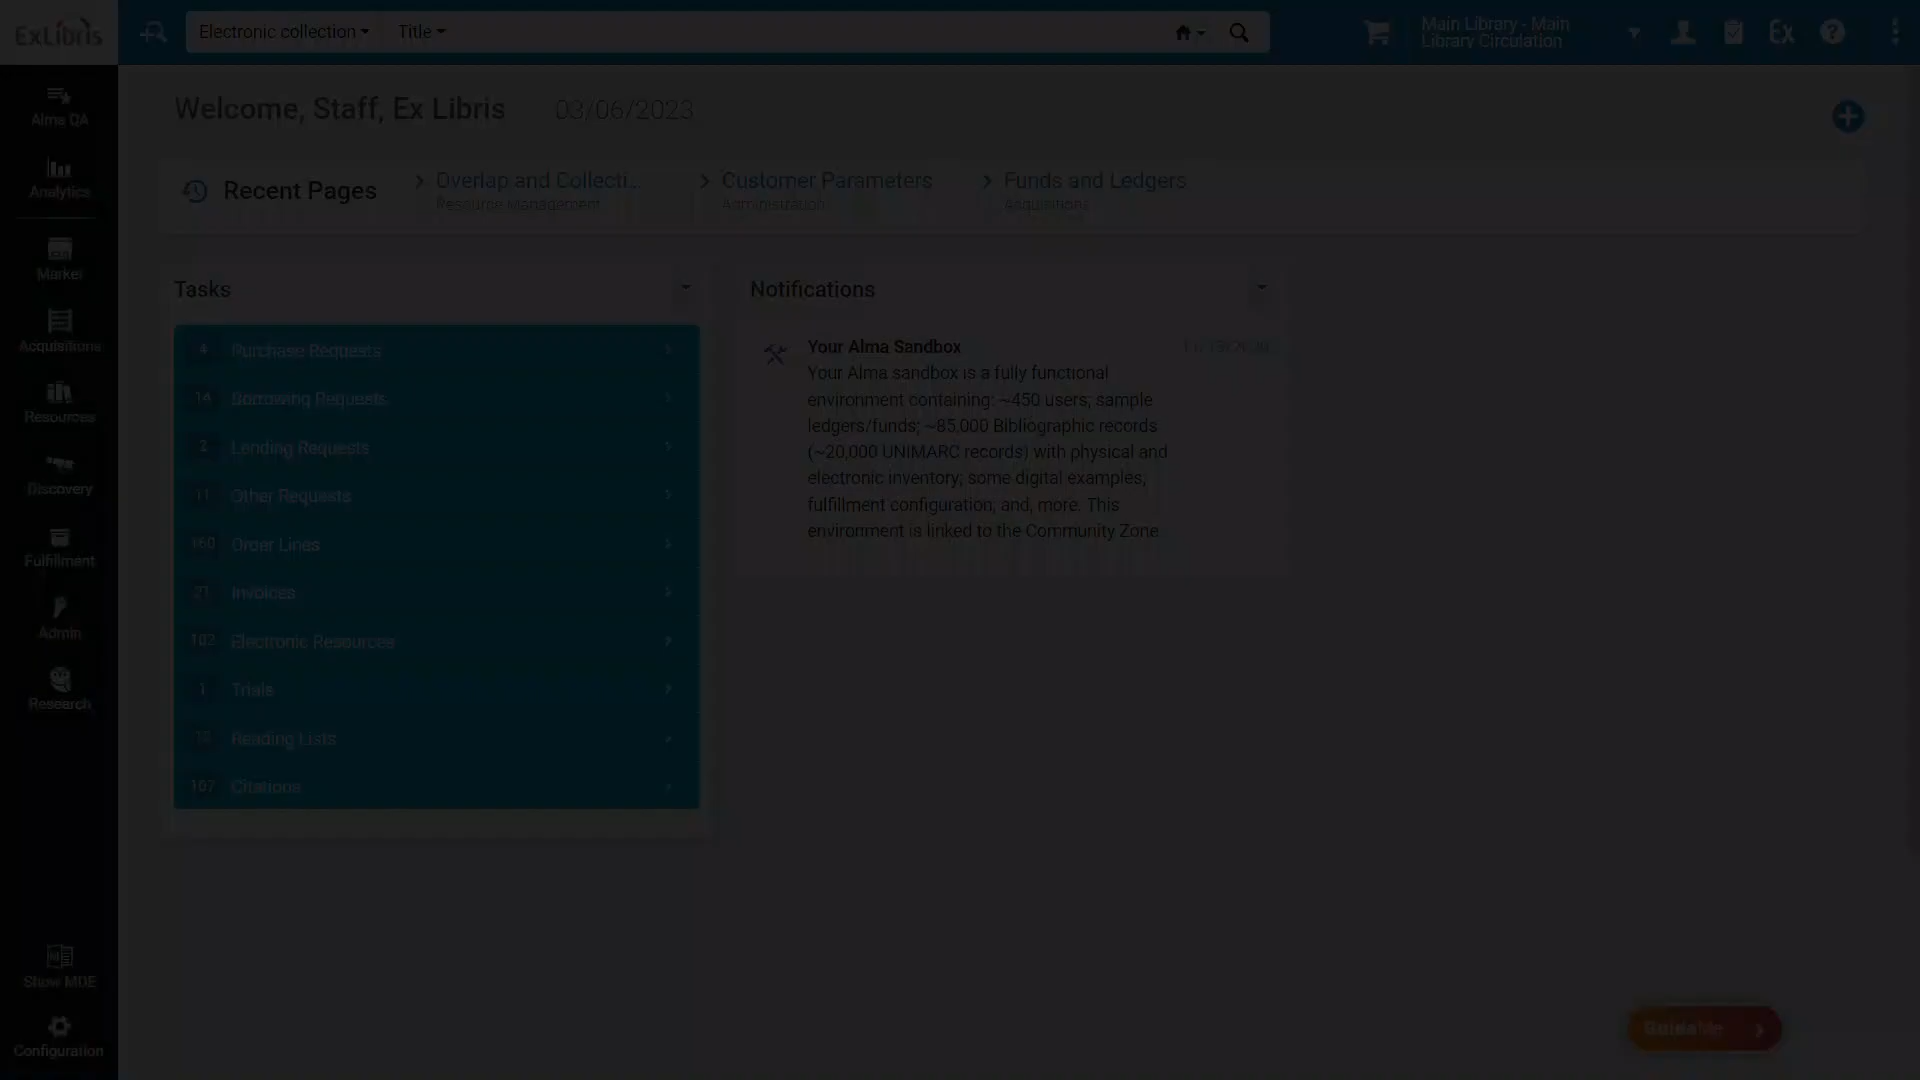 ExLibris
Electronic collection
Title
Main Library - Main
Library Circulation
Ex
Alma QA
Analytics
Market
Acquisitions
Resources
Discovery
Fulfillment
Admin
Research
Show MDE
Configuration
Welcome, Staff, Ex Libris 03/06/2023
Recent Pages
Overlap and Collecti...
Resource Management
Customer Parameters
Administration
Funds and Ledgers
Acquisitions
Tasks
4 Purchase Requests
14 Borrowing Requests
2 Lending Requests
11 Other Requests
160 Order Lines
21 Invoices
Electronic Resources
1 Trials
Reading Lists
107 Citations
Notifications
Your Alma Sandbox
Your Alma sandbox is a fully functional
environment containing: ~450 users; sample
ledgers/funds; ~85,000 Bibliographic records
(~20,000 UNIMARC records) with physical and
electronic inventory; some digital examples,
fulfillment configuration; and, more. This
environment is linked to the Community Zone.
GuideMe